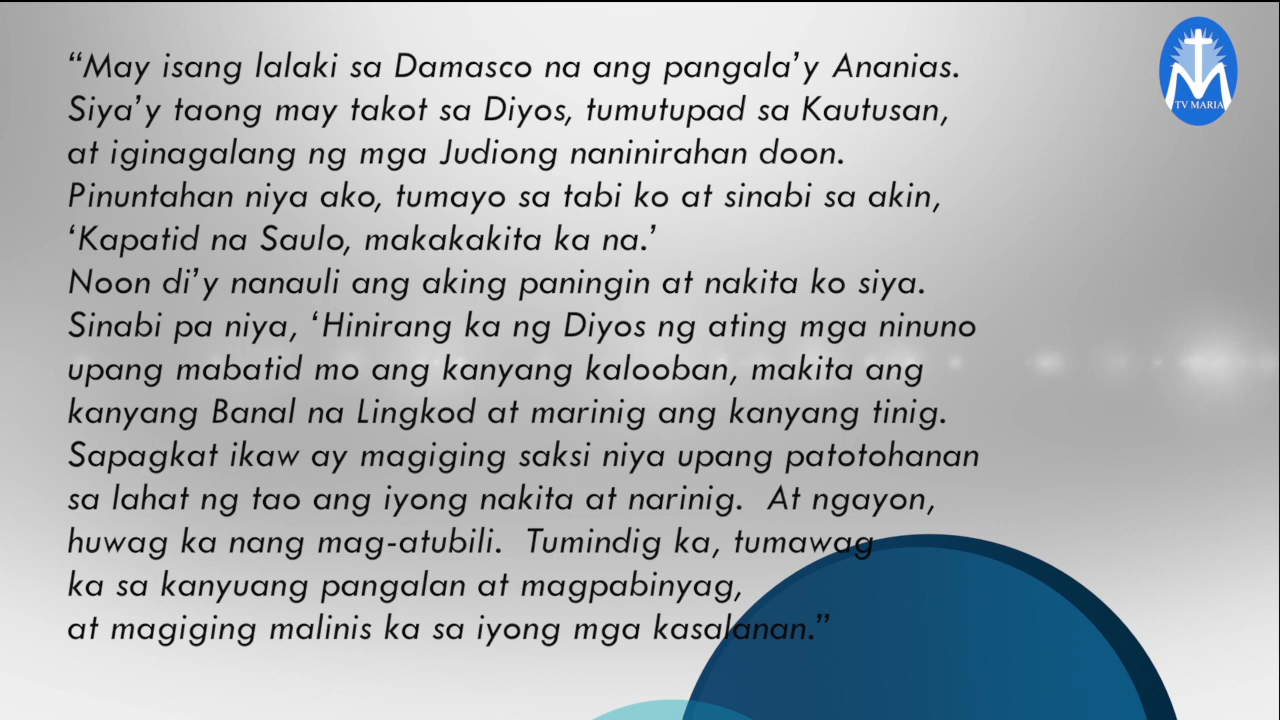 “May isang lalaki sa Damasco na ang pangala’y Ananias.
Siya’y taong may takot sa Diyos, tumutupad sa Kautusan,
at iginagalang ng mga Judiong naninirahan doon.
Pinuntahan niya ako, tumayo sa tabi ko at sinabi sa akin,
‘Kapatid na Saulo, makakakita ka na.’
Noon di’y nanauli ang aking paningin at nakita ko siya.
Sinabi pa niya, ‘Hinirang ka ng Diyos ng ating mga ninuno
upang mabatid mo ang kanyang kalooban, makita ang
kanyang Banal na Lingkod at marinig ang kanyang tinig.
Sapagkat ikaw ay magiging saksi niya upang patotohanan
sa lahat ng tao ang iyong nakita at narinig.  At ngayon,
huwag ka nang mag-atubili.  Tumindig ka, tumawag
ka sa kanyuang pangalan at magpabinyag,
at magiging malinis ka sa iyong mga kasalanan.”
TV MARIA